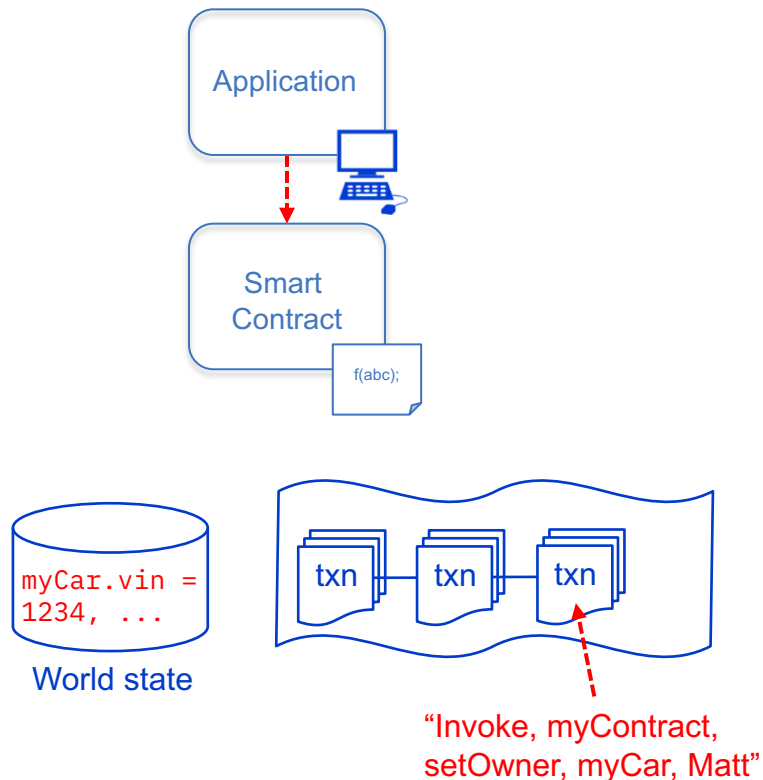 Application
Smart
Contract
f(abc);
myCar.vin =
1234, ...
World state
txn
txn
txn
“Invoke, myContract,
setOwner, myCar, Matt”